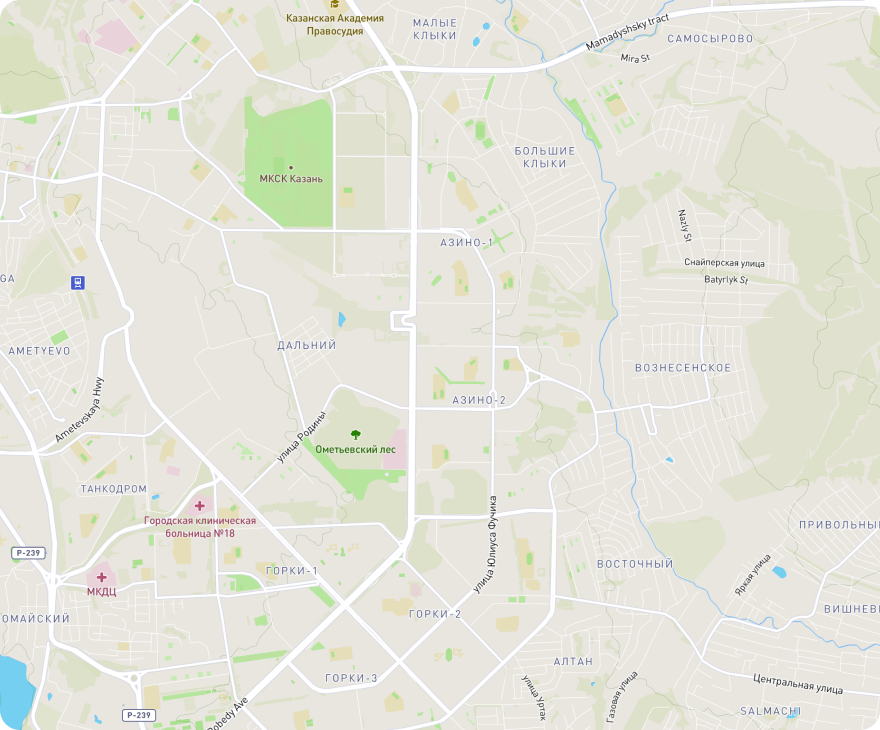 Казанская Академия
Правосудия
МАЛЫЕ
КЛЫКИ
Mamadyshsky tract
САМОСЫРОВО
Mira St
БОЛЬШИЕ
КЛЫКИ
МКСК Казань
Nazly St
АЗИНО-1
Снайперская улица
Batyrlyk St
GA
ДАЛЬНИЙ
AMETYEVO
ВОЗНЕСЕНСКОЕ
Ametevskaya Hwy
АЗИНО-2
улица Родины
Ометьевский лес
ТАНКОДРОМ
Городская клиническая
больница №18
улица Юлиуса Фучика
ПРИВОЛЬНЫ
Р-239
ГОРКИ-1
ВОСТОЧНЫЙ
Яркая улица
МКДЦ
ГОРКИ-2
ОМАЙСКИЙ
ВИШНЕВ
АЛТАН
ГОРКИ-3
Центральная улица
улица Уртак
Газовая улица
Р-239
Pobedy Ave
SALMACHI